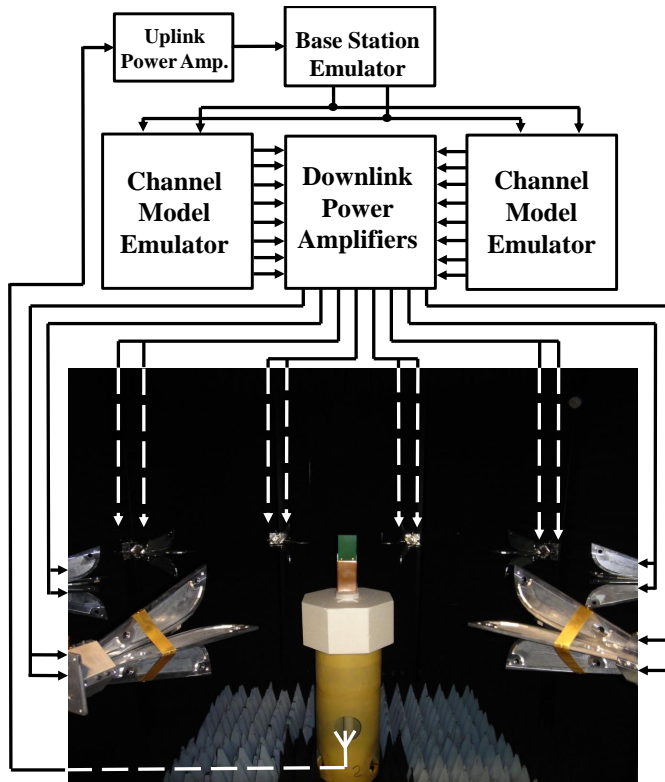 Uplink
Power Amp.
Base Station
Emulator
Channel
Model
Emulator
Downlink
Power
Amplifiers
Channel
Model
Emulator